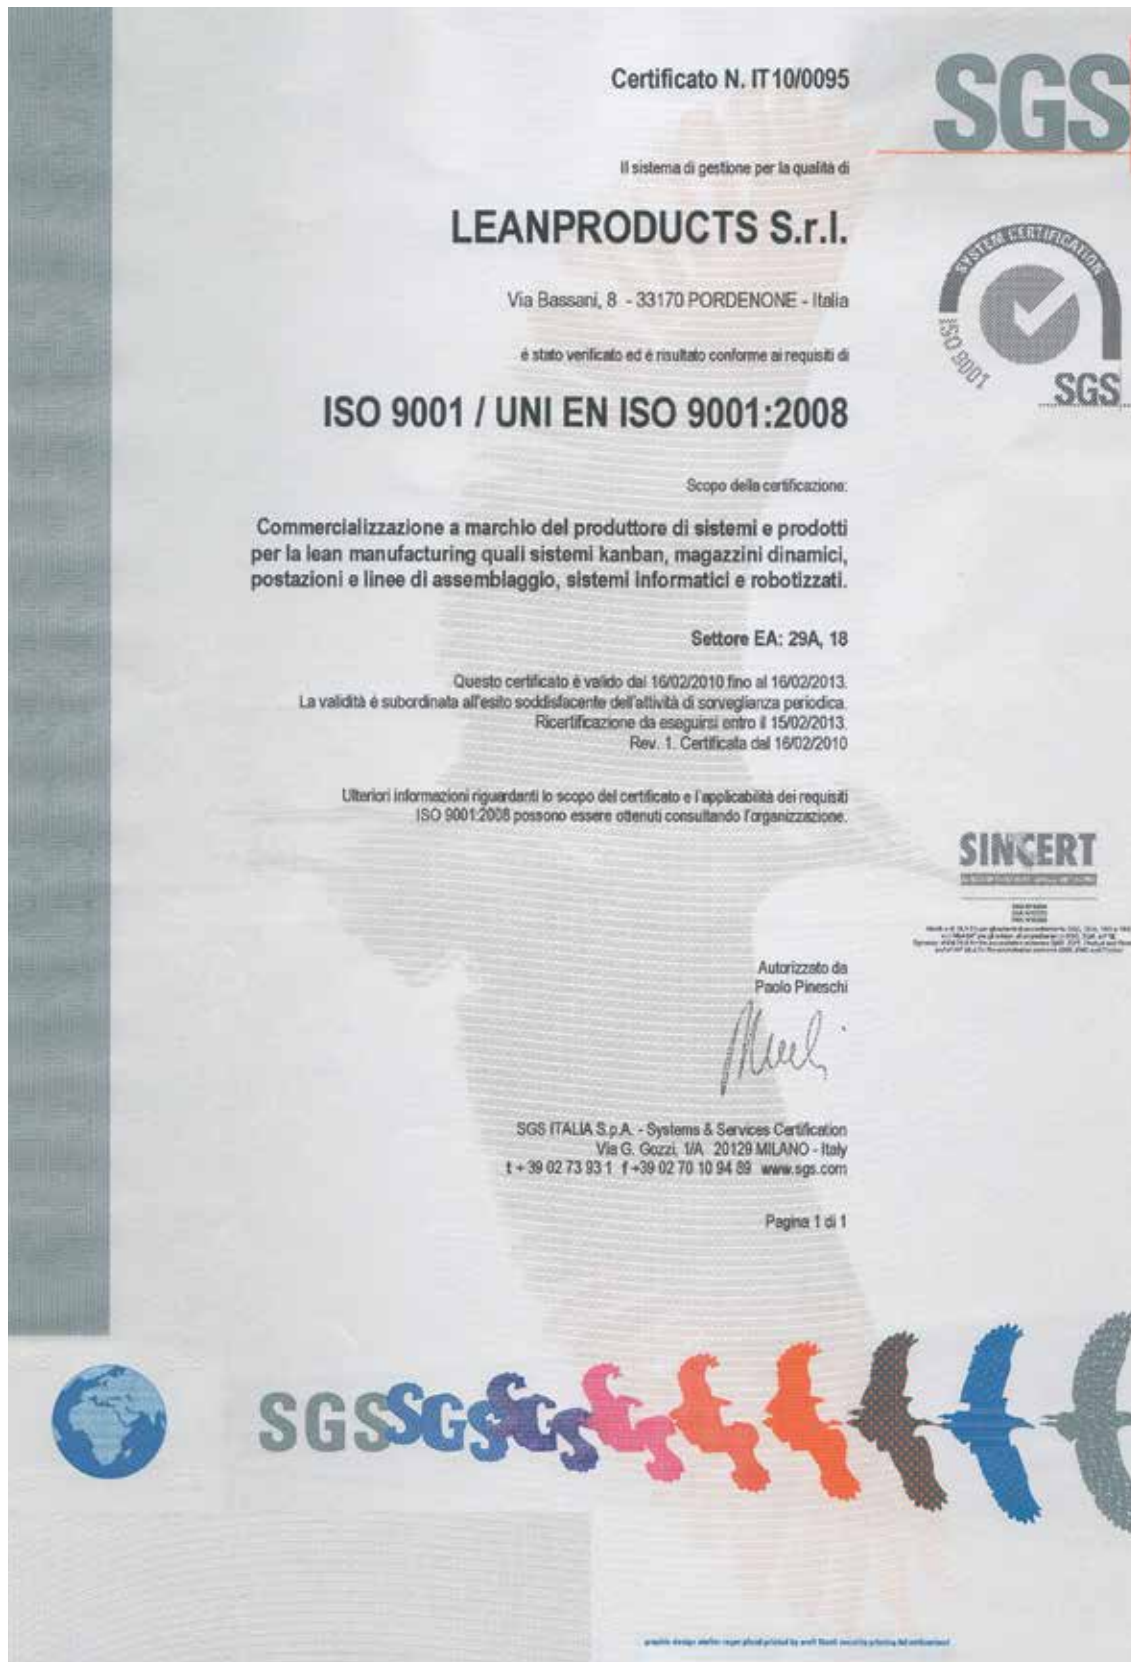 Certificato N. IT10/0095
SGS
Il sistema di gestione per la qualità di
LEANPRODUCTS S.r.l.
SYSTEM CERTIFICATION
ISO 9001
SGS
Via Bassani, 8 - 33170 PORDENONE - Italia
é stato verificato ed é risultato conforme ai requisiti di
ISO 9001 / UNI EN ISO 9001:2008
Scopo della certificazione:
Commercializzazione a marchio del produttore di sistemi e prodotti
per la lean manufacturing quali sistemi kanban, magazzini dinamici,
postazioni e linee di assemblaggio, sistemi informatici e robotizzati.
Settore EA: 29A, 18
Questo certificato é valido dal 16/02/2010 fino al 16/02/2013.
La validità é subordinata all'esito soddisfacente dell'attività di sorveglianza periodica.
Ricertificazione da eseguirsi entro il 15/02/2013.
Rev. 1. Certificata dal 16/02/2010
Ulteriori informazioni riguardanti lo scopo del certificato e l'applicabilità dei requisiti
ISO 9001:2008 possono essere ottenuti consultando l'organizzazione.
SINCERT
Autorizzato da
Paolo Pineschi
SGS ITALIA S.p.A. - Systems & Services Certification
Via G. Gozzi, 1/A 20129 MILANO - Italy
t + 39 02 73 93 1 f +39 02 70 10 94 89 www.sgs.com
Pagina 1 di 1
SGSSGSSGS